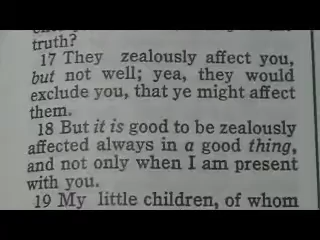 truth?
17 They zealously affect you,
but not well; yea, they would
exclude you, that ye might affect
them.
18 But it is good to be zealously
affected always in a good thing,
and not only when I am present
with you.
19 My little children, of whom